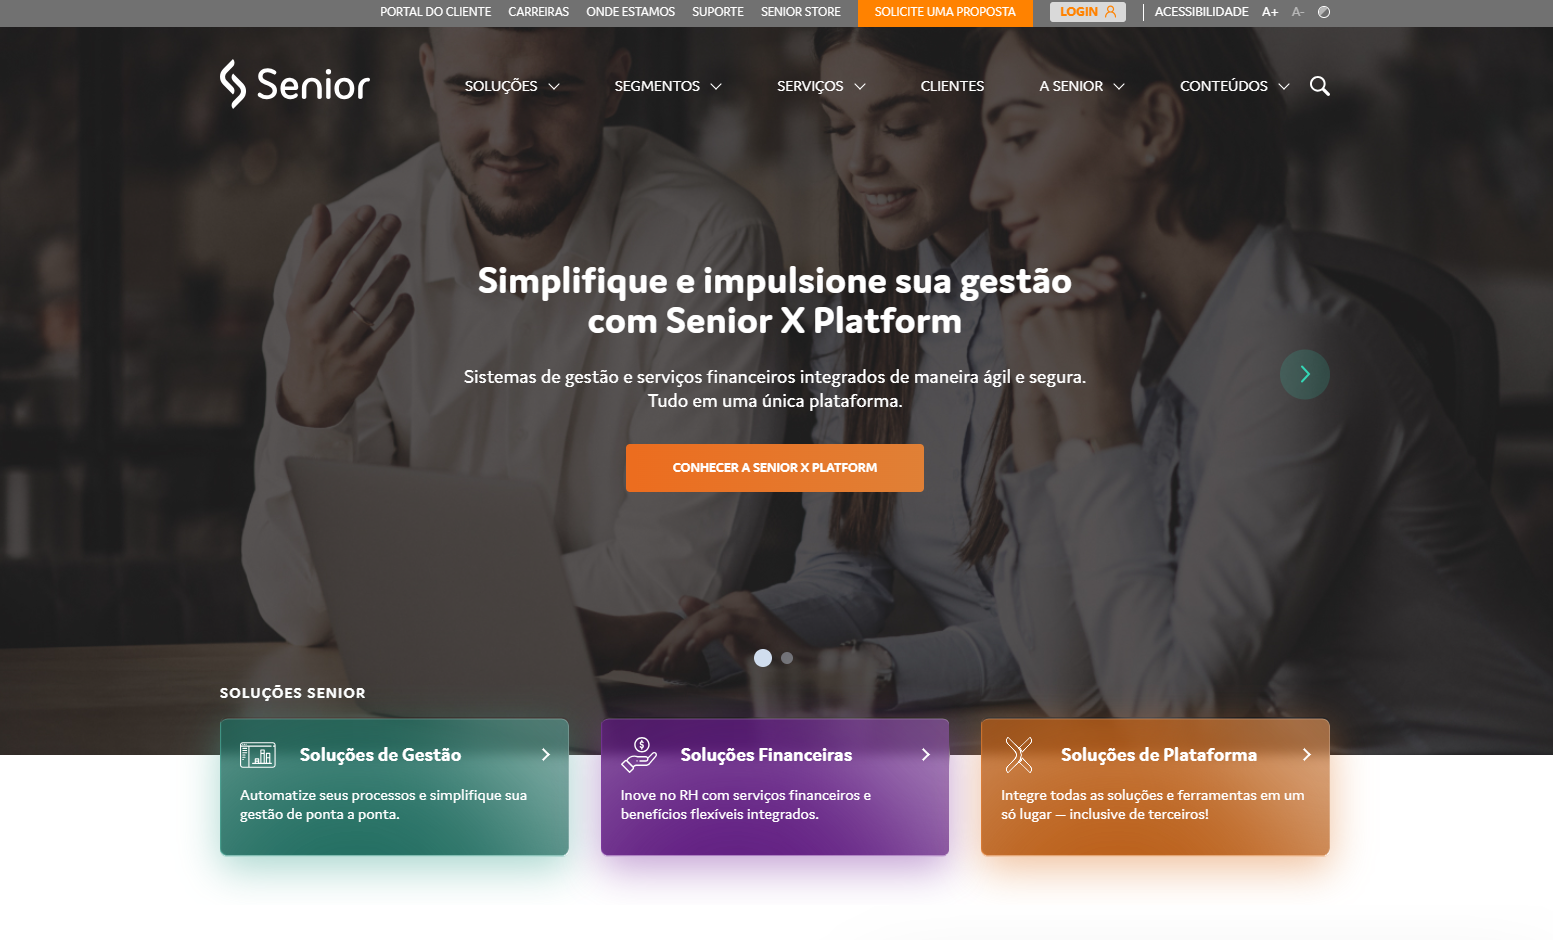 PORTAL DO CLIENTE CARREIRAS ONDE ESTAMOS SUPORTE SENIOR STORE SOLICITE UMA PROPOSTA LOGIN ACESSIBILIDADE A+ A-
Senior SOLUÇÕES SEGMENTOS SERVIÇOS CLIENTES A SENIOR CONTEÚDOS
Simplifique e impulsione sua gestão
com Senior X Platform
Sistemas de gestão e serviços financeiros integrados de maneira ágil e segura.
Tudo em uma única plataforma.
CONHECER A SENIOR X PLATFORM
SOLUÇÕES SENIOR
Soluções de Gestão
Automatize seus processos e simplifique sua
gestão de ponta a ponta.
Soluções Financeiras
Inove no RH com serviços financeiros e
benefícios flexíveis integrados.
Soluções de Plataforma
Integre todas as soluções e ferramentas em um
só lugar – inclusive de terceiros!